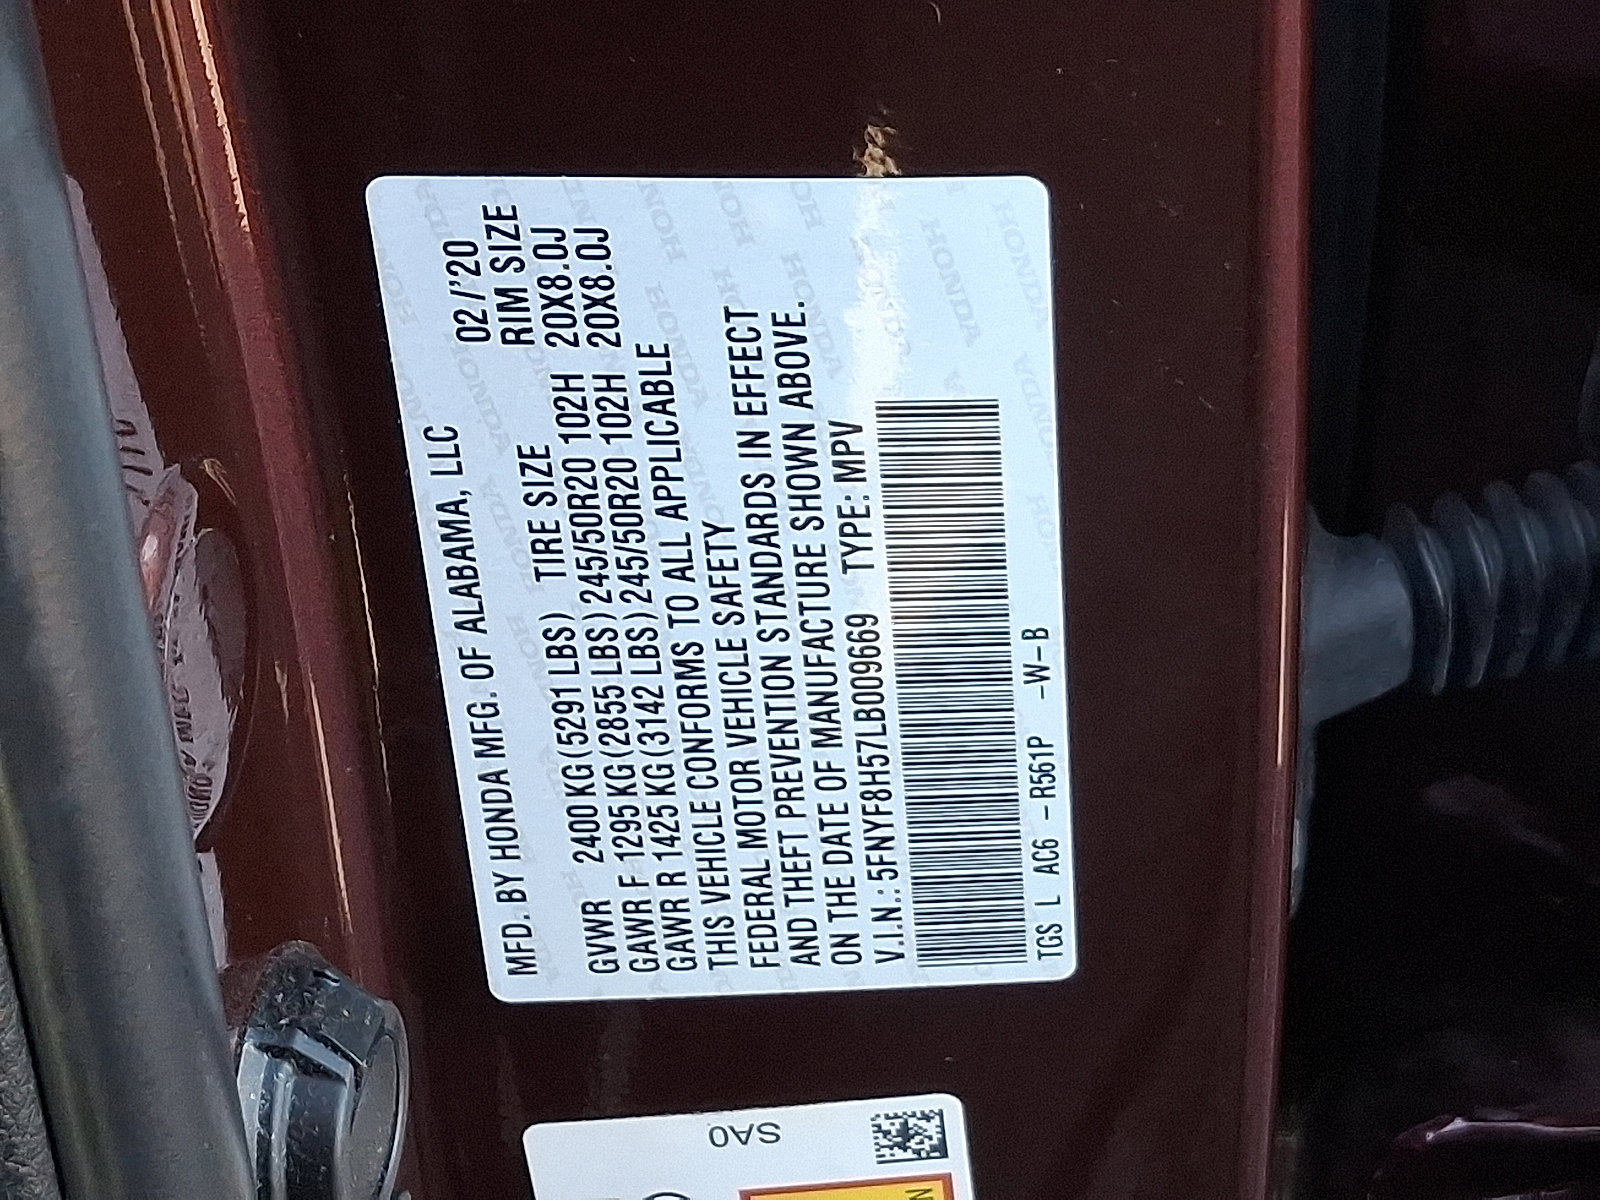 MFD. BY HONDA MFG. OF ALABAMA, LLC 02/'20
TIRE SIZE RIM SIZE
GVWR 2400 KG (5291 LBS)
GAWR F 1295 KG (2855 LBS) 245/50R20 102H 20X8.0J
GAWR R 1425 KG (3142 LBS) 245/50R20 102H 20X8.0J
THIS VEHICLE CONFORMS TO ALL APPLICABLE
FEDERAL MOTOR VEHICLE SAFETY
AND THEFT PREVENTION STANDARDS IN EFFECT
ON THE DATE OF MANUFACTURE SHOWN ABOVE.
V.I.N.: 5FNYF8H57LB009669 TYPE: MPV
TGS L AC6 - R561P -W-B
SA0